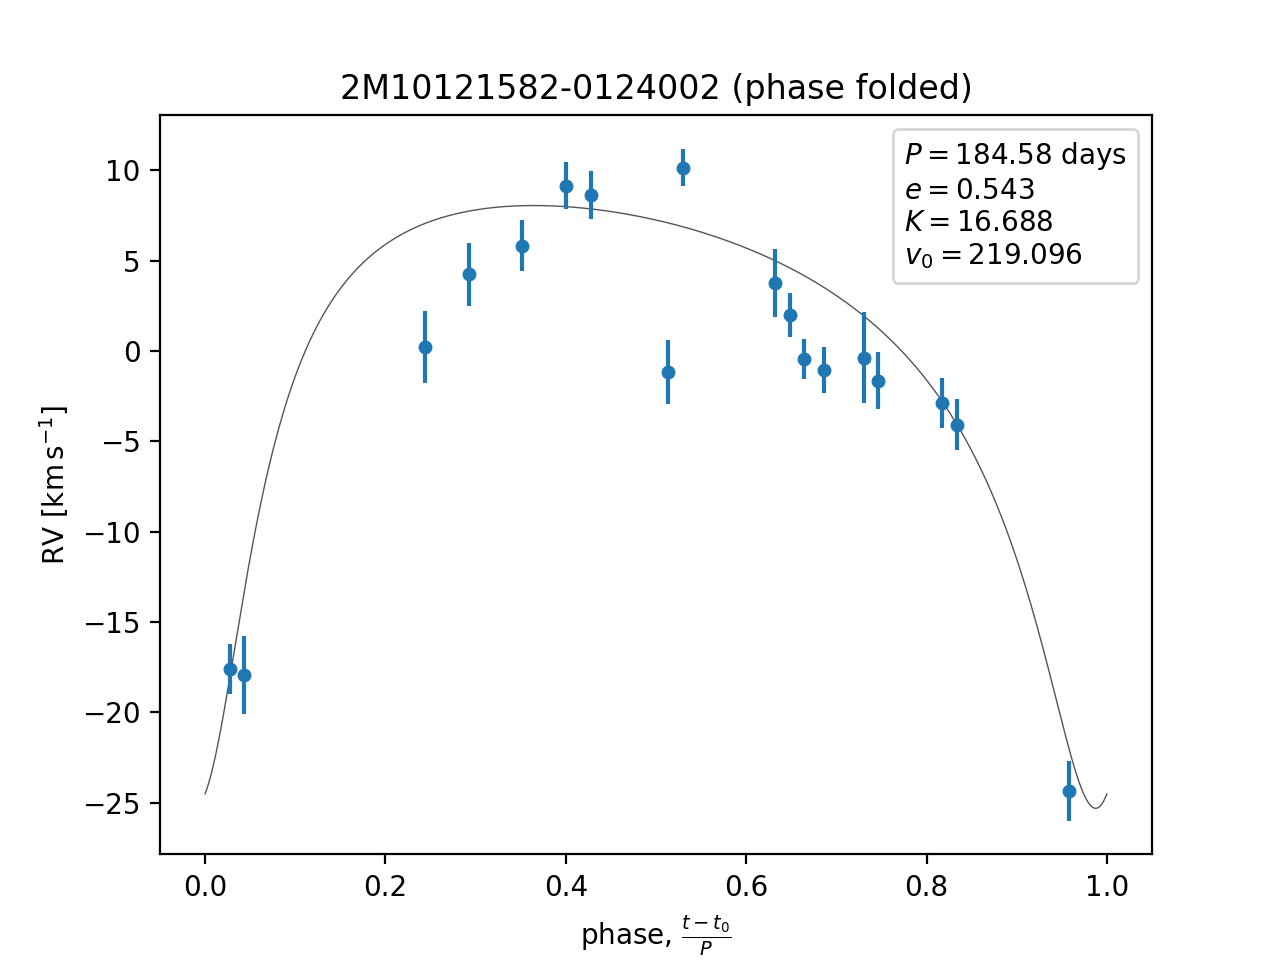 2M10121582-0124002 (phase folded)
P = 184.58 days
e = 0.543
K = 16.688
v₀ = 219.096
10
5
0
−5
−10
−15
−20
−25
RV [km s⁻¹]
0.0 0.2 0.4 0.6 0.8 1.0
phase, (t − t₀)/P